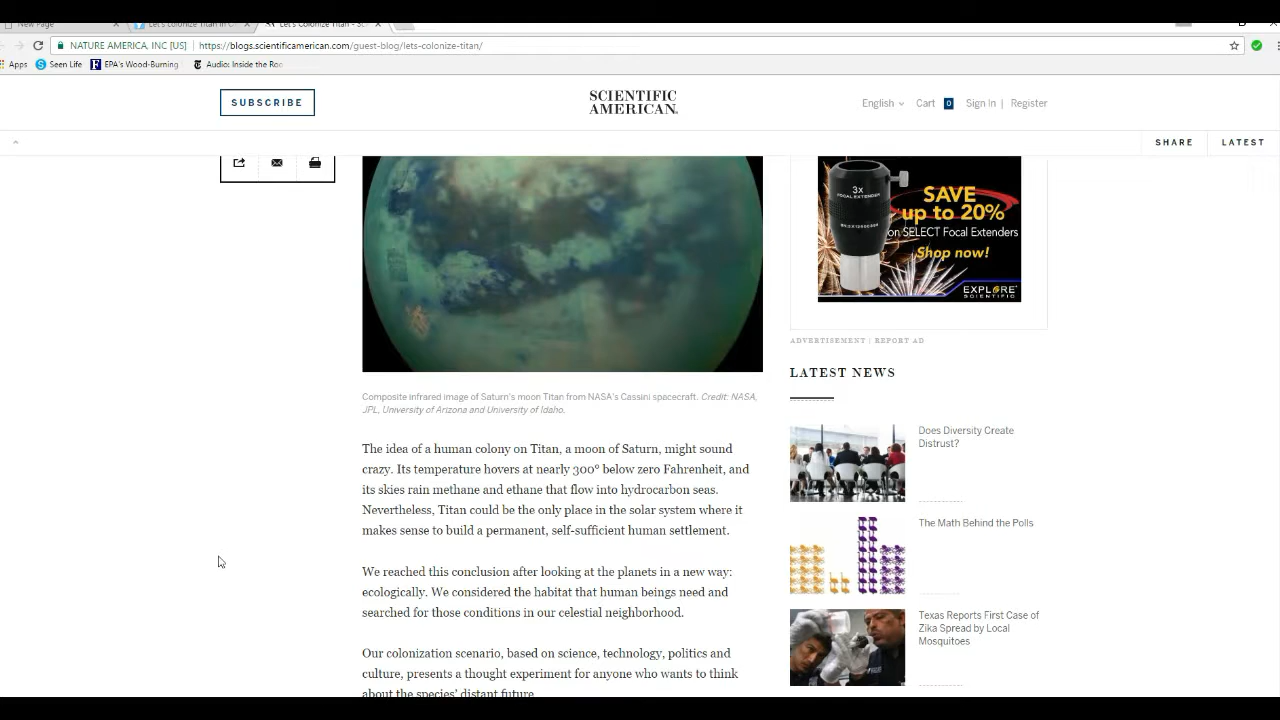 New Page
Let's colonize Titan in C
Let's Colonize Titan - S
NATURE AMERICA, INC [US]
https://blogs.scientificamerican.com/guest-blog/lets-colonize-titan/
Apps
Seen Life
EPA's Wood-Burning
Audio: Inside the Ro
SUBSCRIBE
SCIENTIFIC
AMERICAN
English
Cart 0
Sign In | Register
SHARE
LATEST
3x
FOCAL EXTENDER
SAVE
up to 20%
on SELECT Focal Extenders
Shop now!
EXPLORE
SCIENTIFIC
ADVERTISEMENT | REPORT AD
Composite infrared image of Saturn's moon Titan from NASA's Cassini spacecraft. Credit: NASA,
JPL, University of Arizona and University of Idaho.
The idea of a human colony on Titan, a moon of Saturn, might sound
crazy. Its temperature hovers at nearly 300° below zero Fahrenheit, and
its skies rain methane and ethane that flow into hydrocarbon seas.
Nevertheless, Titan could be the only place in the solar system where it
makes sense to build a permanent, self-sufficient human settlement.
We reached this conclusion after looking at the planets in a new way:
ecologically. We considered the habitat that human beings need and
searched for those conditions in our celestial neighborhood.
Our colonization scenario, based on science, technology, politics and
culture, presents a thought experiment for anyone who wants to think
about the species' distant future.
LATEST NEWS
Does Diversity Create
Distrust?
The Math Behind the Polls
Texas Reports First Case of
Zika Spread by Local
Mosquitoes